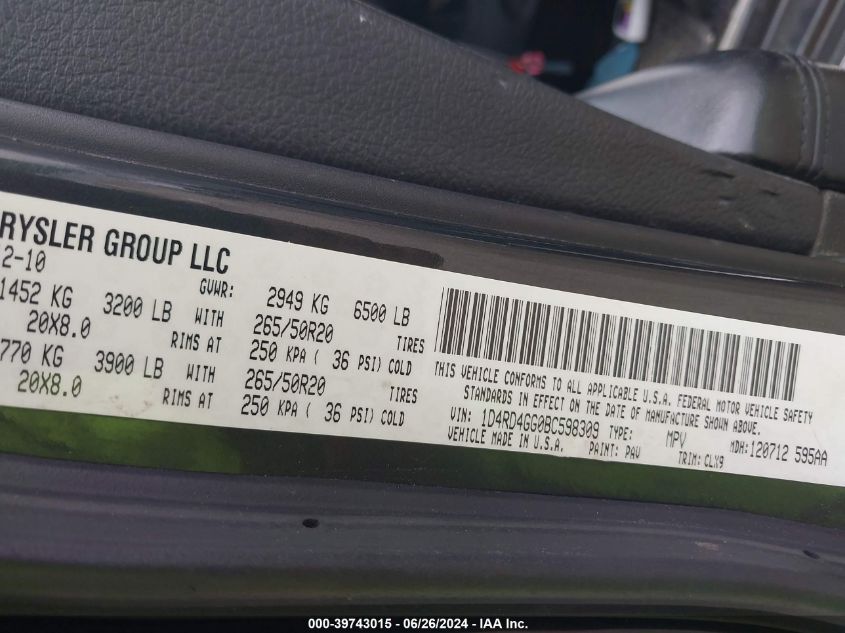 RYSLER GROUP LLC
2-10 GVWR: 2949 KG 6500 LB
1452 KG 3200 LB WITH 265/50R20 TIRES
20X8.0 RIMS AT 250 KPA ( 36 PSI) COLD
770 KG 3900 LB WITH 265/50R20 TIRES
20X8.0 RIMS AT 250 KPA ( 36 PSI) COLD
THIS VEHICLE CONFORMS TO ALL APPLICABLE U.S.A. FEDERAL MOTOR VEHICLE SAFETY
STANDARDS IN EFFECT ON THE DATE OF MANUFACTURE SHOWN ABOVE.
VIN: 1D4RD4GG0BC598309 TYPE: MPV MDH:120712 595AA
VEHICLE MADE IN U.S.A. PAINT: PAV TRIM: CLX9
000-39743015 / 06/26/2024 - IAA Inc.